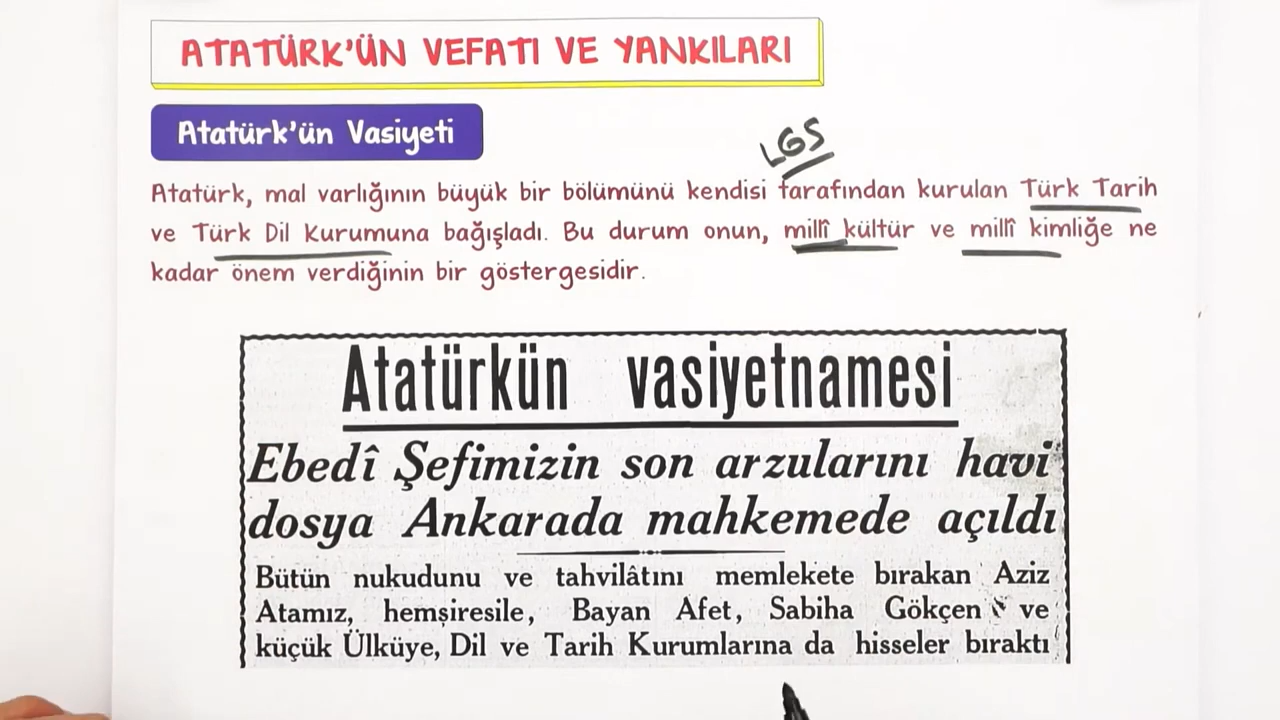 ATATÜRK'ÜN VEFATI VE YANKILARI
Atatürk'ün Vasiyeti
LGS
Atatürk, mal varlığının büyük bir bölümünü kendisi tarafından kurulan Türk Tarih
ve Türk Dil Kurumuna bağışladı. Bu durum onun, millî kültür ve millî kimliğe ne
kadar önem verdiğinin bir göstergesidir.
Atatürkün vasiyetnamesi
Ebedî Şefimizin son arzularını havi
dosya Ankarada mahkemede açıldı
Bütün nukudunu ve tahvilâtını memlekete bırakan Aziz
Atamız, hemşiresile, Bayan Afet, Sabiha Gökçen ve
küçük Ülküye, Dil ve Tarih Kurumlarına da hisseler bıraktı